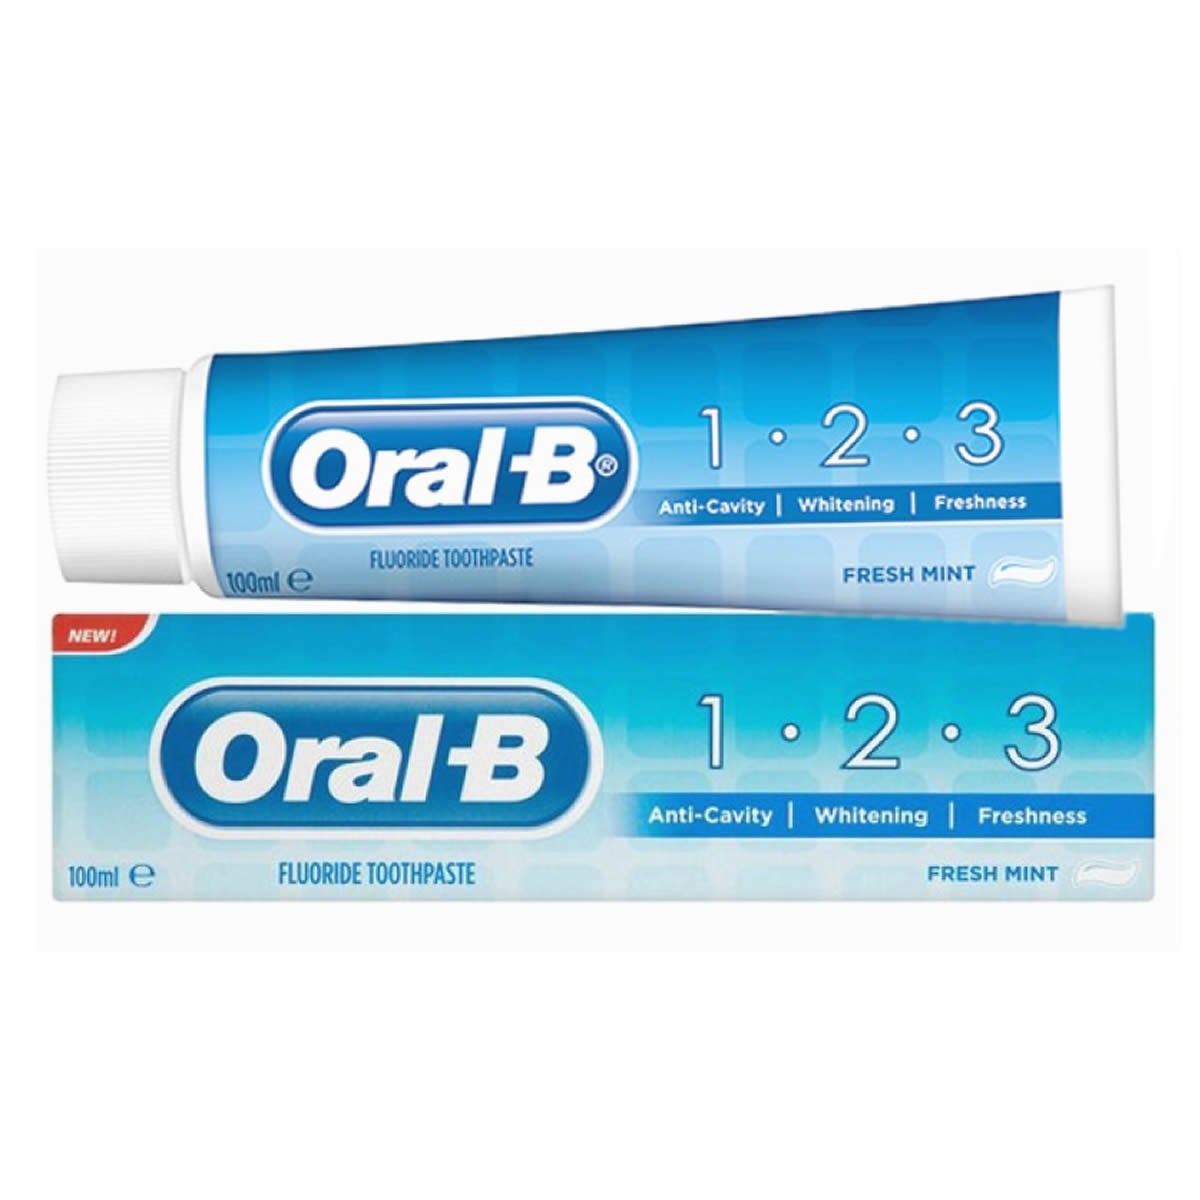 Oral-B®
1 • 2 • 3
Anti-Cavity | Whitening | Freshness
FLUORIDE TOOTHPASTE
100ml ℮
FRESH MINT
NEW!
Oral-B
1 • 2 • 3
Anti-Cavity | Whitening | Freshness
100ml ℮
FLUORIDE TOOTHPASTE
FRESH MINT